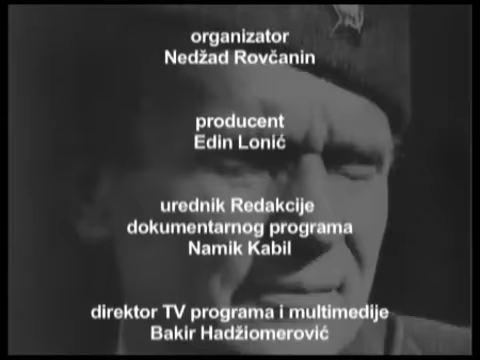 organizator
Nedžad Rovčanin
producent
Edin Lonić
urednik Redakcije
dokumentarnog programa
Namik Kabil
direktor TV programa i multimedije
Bakir Hadžiomerović